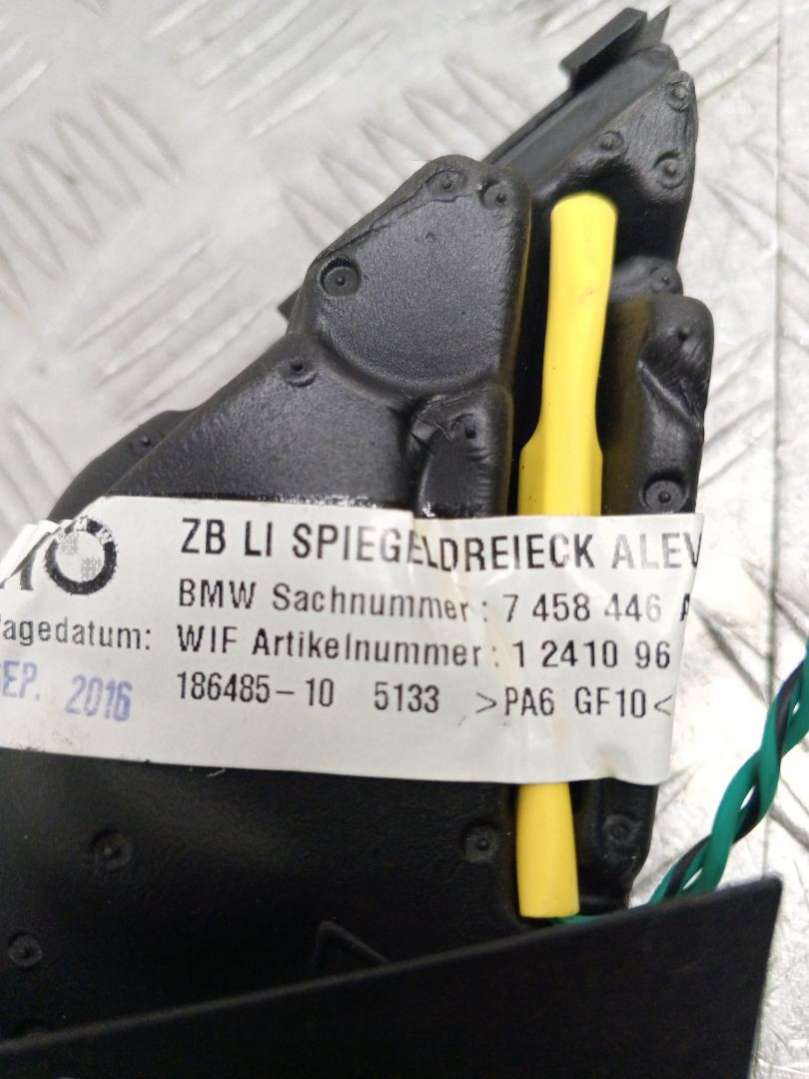 ZB LI SPIEGELDREIECK ALEV
BMW Sachnummer: 7 458 446 A
agedatum: WIF Artikelnummer: 1 2410 96
EP. 2016 186485-10 5133 >PA6 GF10<